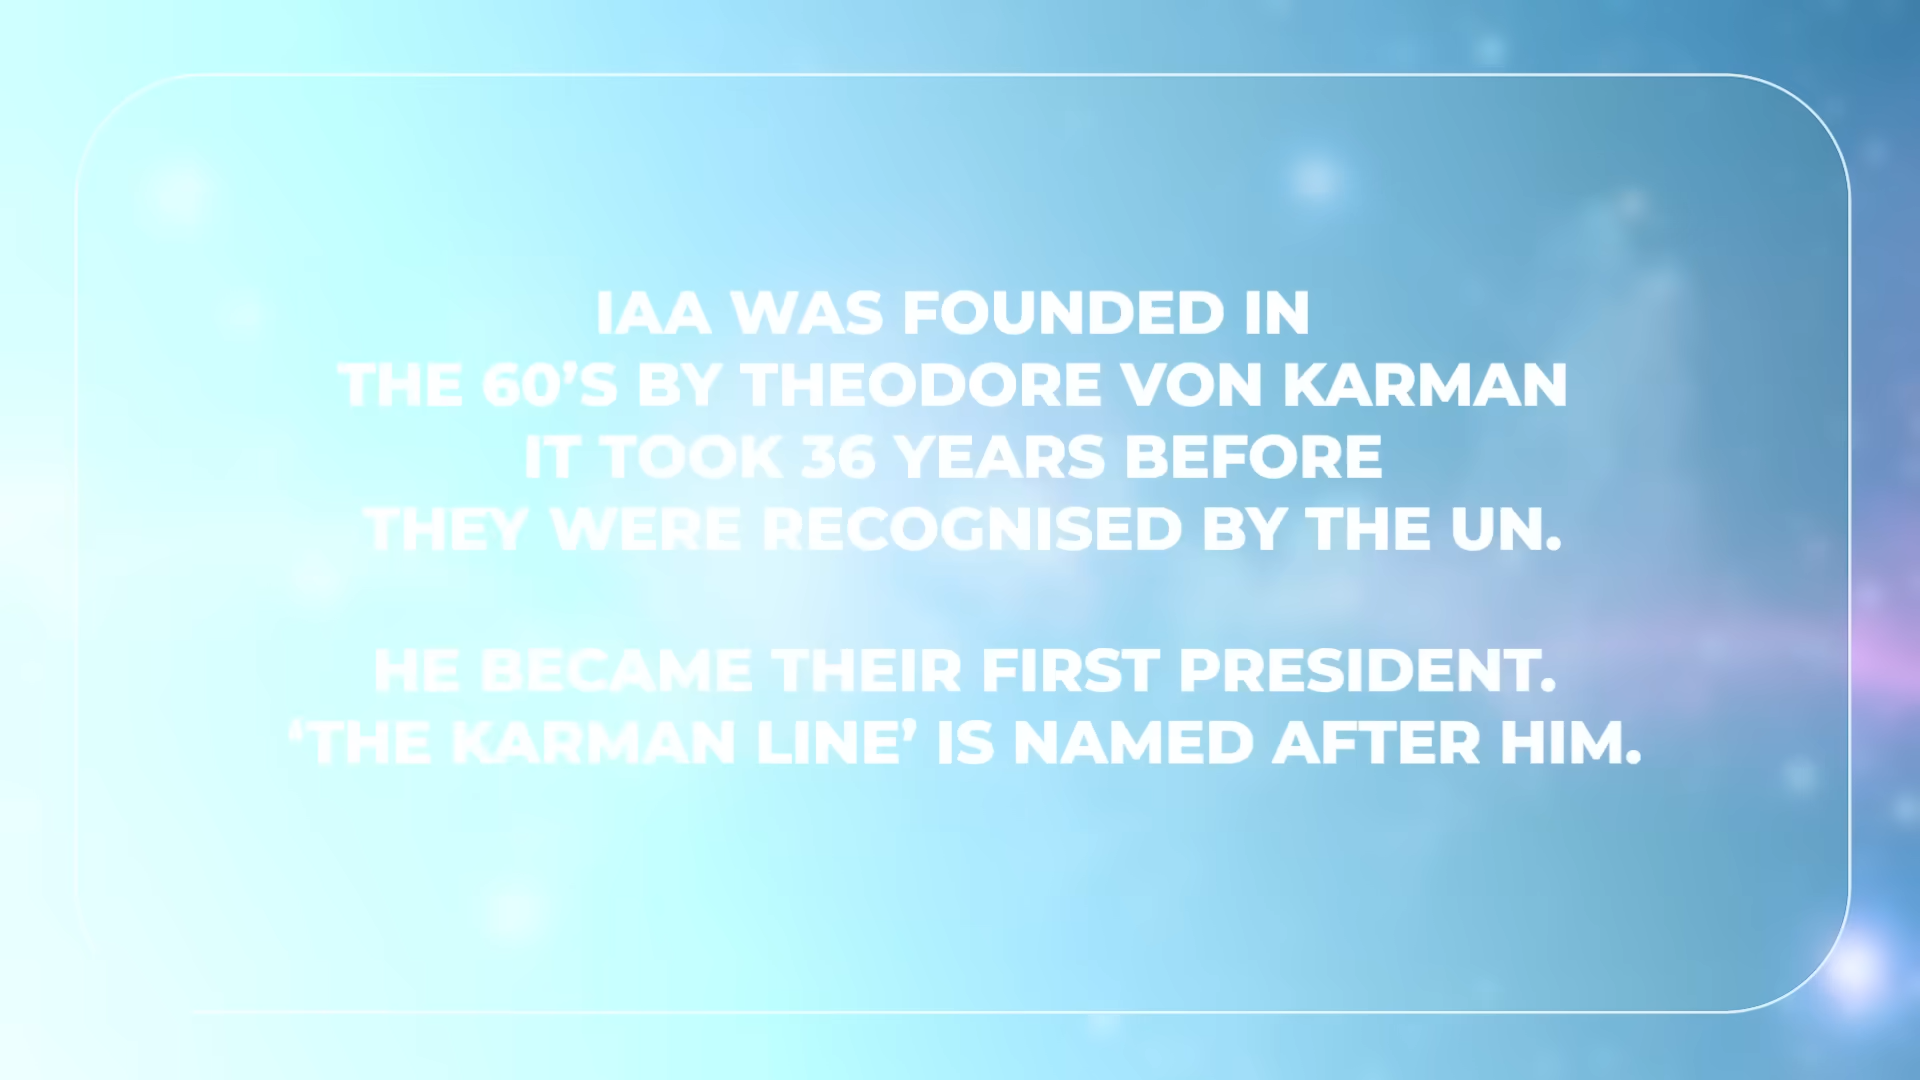 IAA WAS FOUNDED IN
THE 60’S BY THEODORE VON KARMAN
IT TOOK 36 YEARS BEFORE
THEY WERE RECOGNISED BY THE UN.
HE BECAME THEIR FIRST PRESIDENT.
‘THE KARMAN LINE’ IS NAMED AFTER HIM.